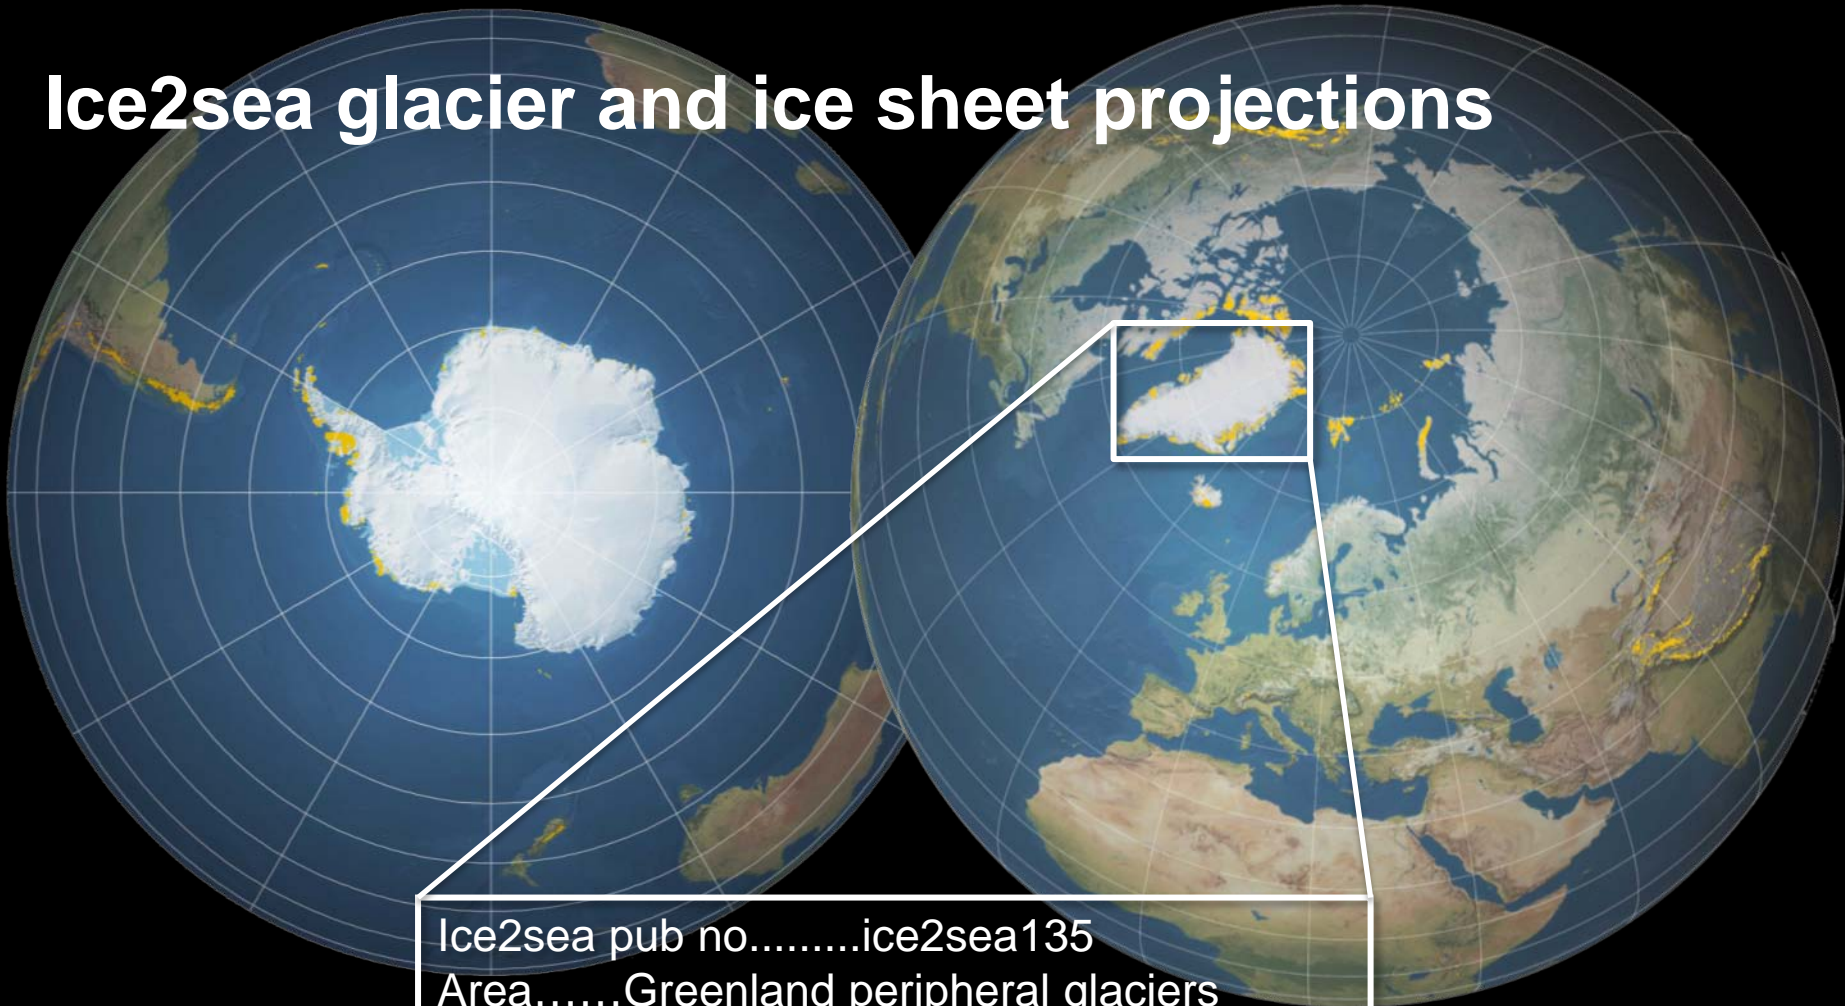 Ice2sea glacier and ice sheet projections
Ice2sea pub no.........ice2sea135
Area……Greenland peripheral glaciers